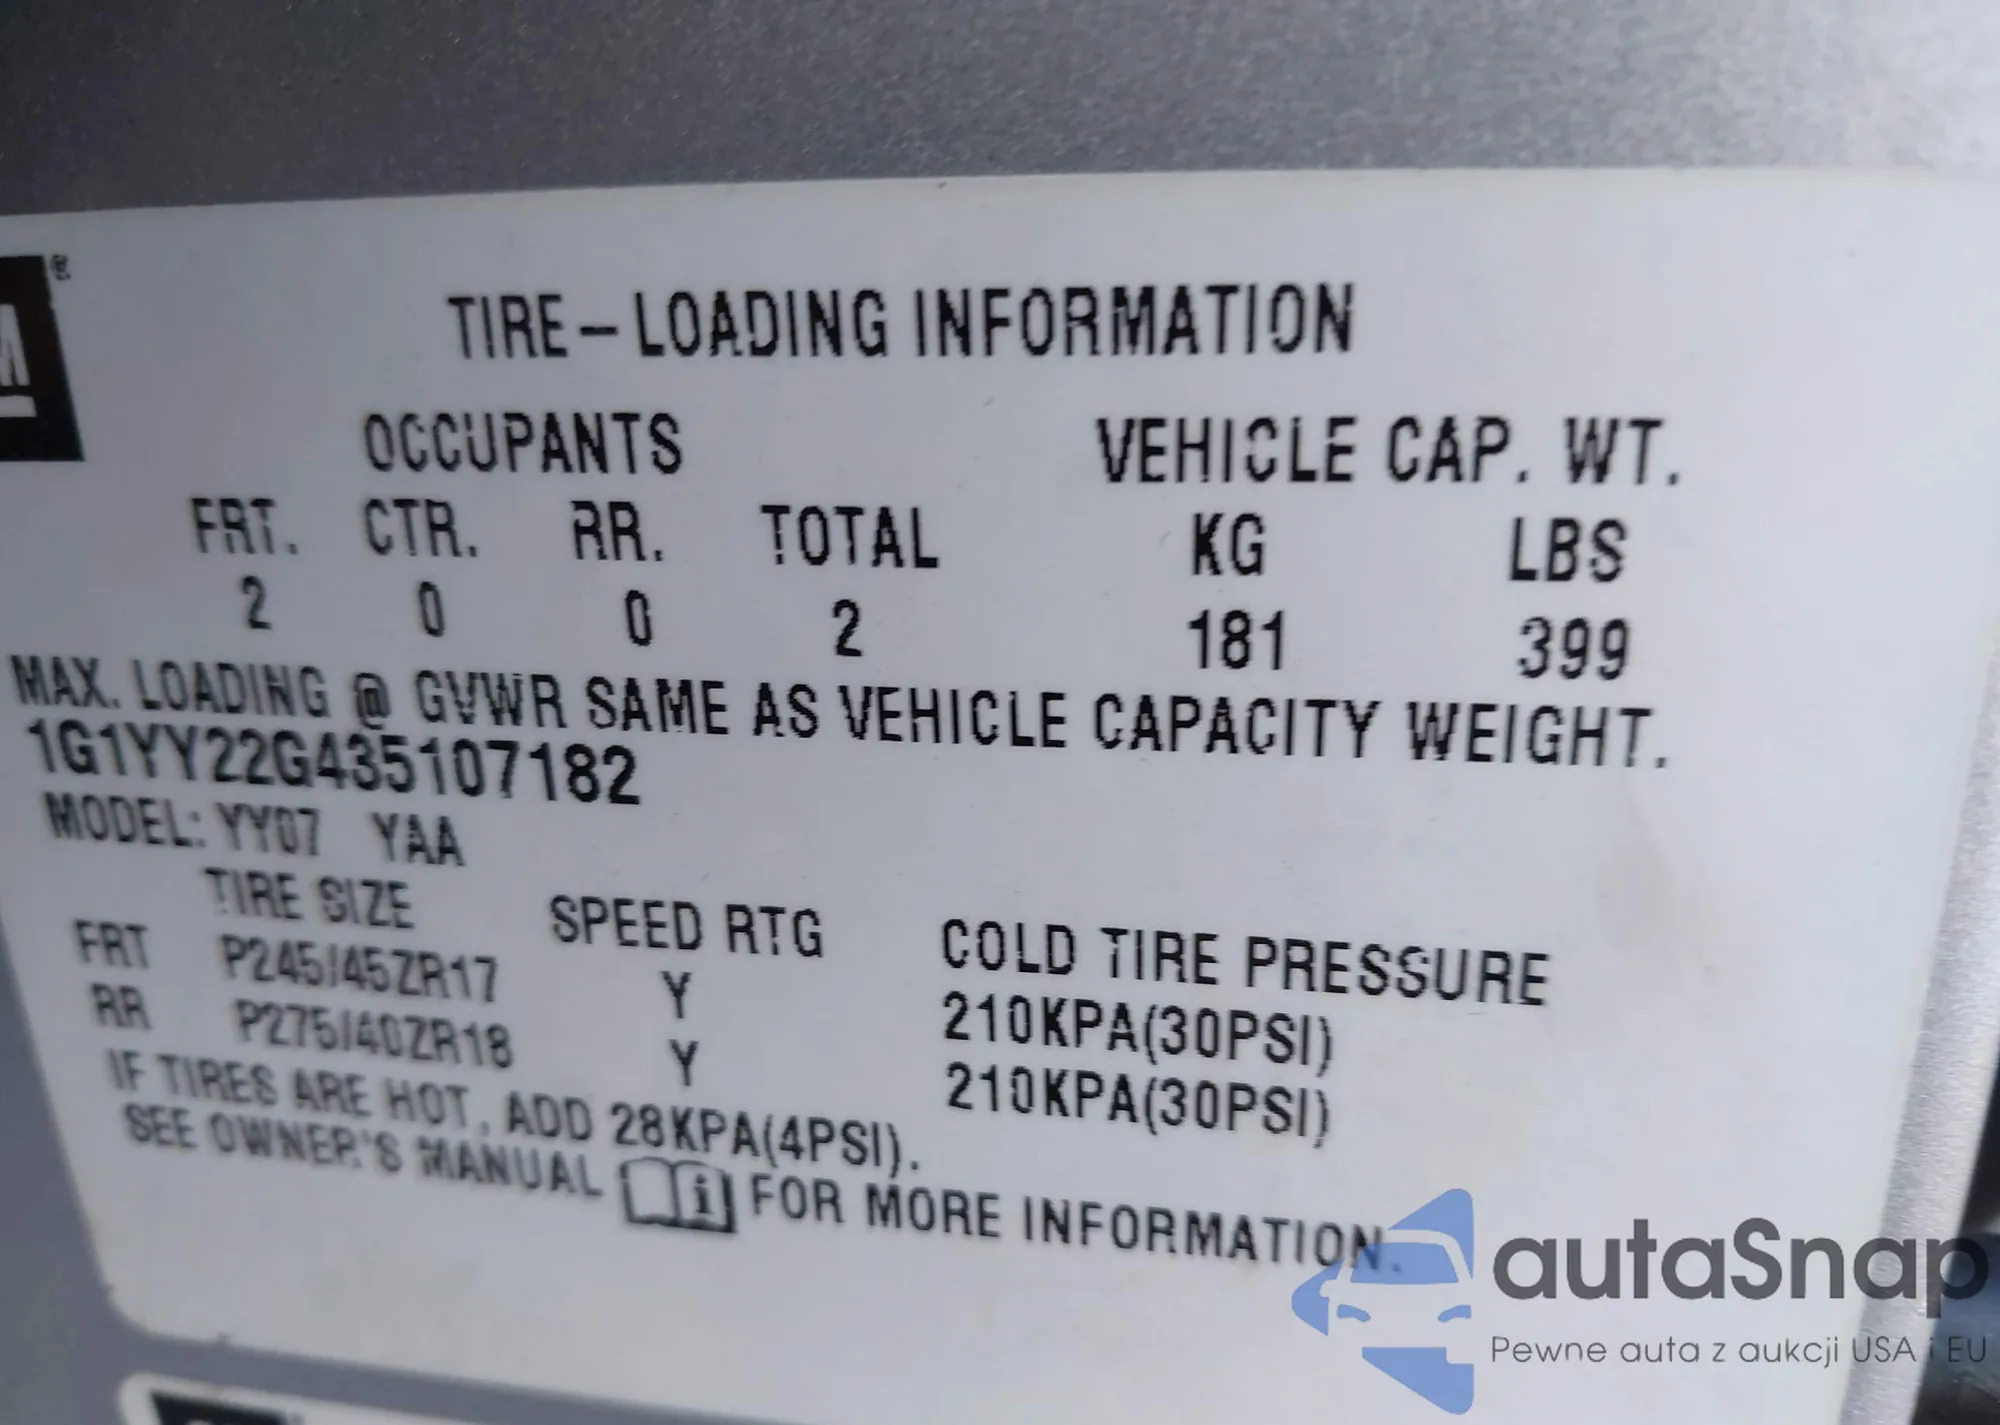 M®
TIRE-LOADING INFORMATION
OCCUPANTS VEHICLE CAP. WT.
FRT. CTR. RR. TOTAL KG LBS
2 0 0 2 181 399
MAX. LOADING @ GVWR SAME AS VEHICLE CAPACITY WEIGHT.
1G1YY22G435107182
MODEL: YY07 YAA
TIRE SIZE SPEED RTG COLD TIRE PRESSURE
FRT P245/45ZR17 Y 210KPA(30PSI)
RR P275/40ZR18 Y 210KPA(30PSI)
IF TIRES ARE HOT, ADD 28KPA(4PSI).
SEE OWNER'S MANUAL i FOR MORE INFORMATION.
autaSnap
Pewne auta z aukcji USA i EU